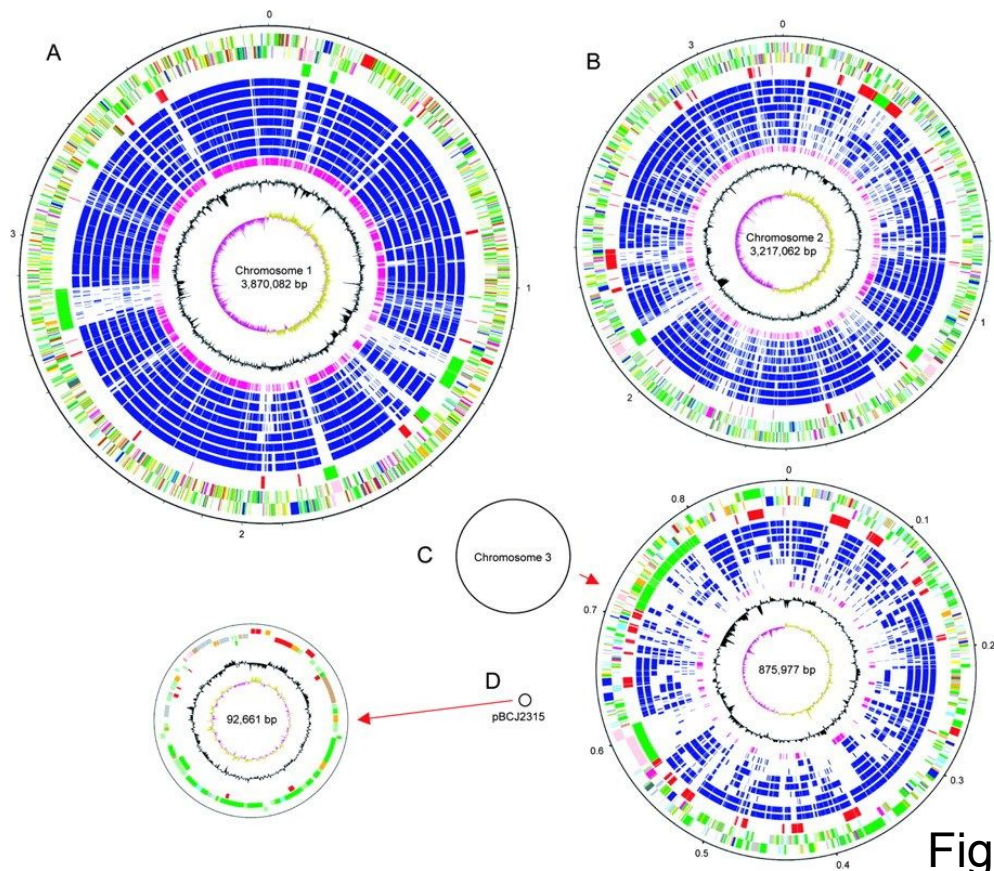 A
0
1
2
3
Chromosome 1
3,870,082 bp
B
0
1
2
3
Chromosome 2
3,217,062 bp
C
Chromosome 3
0
0.1
0.2
0.3
0.4
0.5
0.6
0.7
0.8
875,977 bp
D
pBCJ2315
92,661 bp
Fig